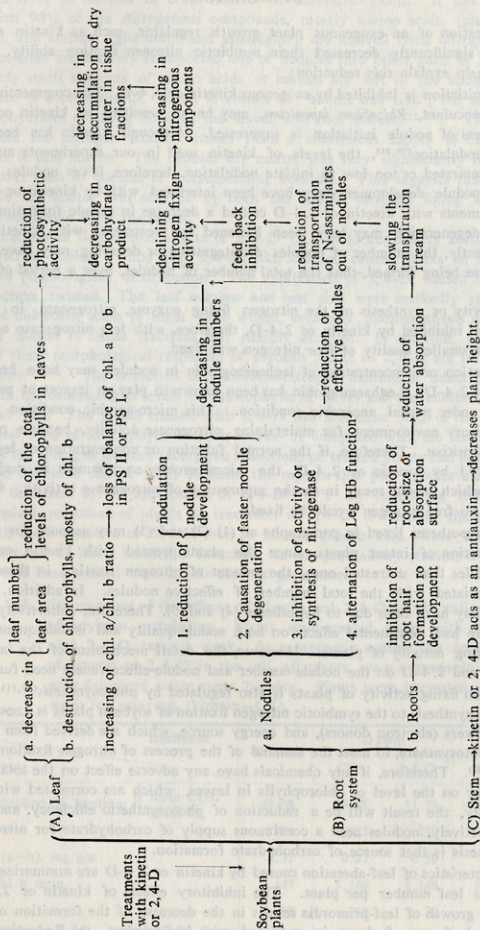 Treatments
with kinetin
or 2, 4-D
Soybean
plants
(A) Leaf
a decrease in
leaf number
leaf area
reduction of the total
levels of chlorophylls in leaves
reduction of
photosynthetic
activity
b destruction of chlorophylls, mostly of chl. b
increasing of chl a/chl. b ratio
loss of balance of chl a to b
in PS II or PS I,
decreasing in
carbohydrate
product
decreasing in
accumulation of dry
matter in tissue
fractions
(B) Root
system
a. Nodules
1. reduction
nodulation
nodule
development
2. Causation of faster nodule
degeneration
decreasing in
nodule numbers
3. inhibition of activity or
synthesis of nitrogenase
4. alternation of Leg Hb function
reduction of
effective nodules
declining in
nitrogen fixign
activity
feed back
inhibition
decreasing in
nitrogenous
components
reduction of
transportation
of N-assimilates
out of nodules
b. Roots
inhibition of
root hair
formation ro
development
reduction of
root-size or
absorption
surface
reduction of
water absorption
slowing the
transpiration
rtream
(C) Stem
kinetin or 2, 4-D acts as an antiauxin
decreases plant height.